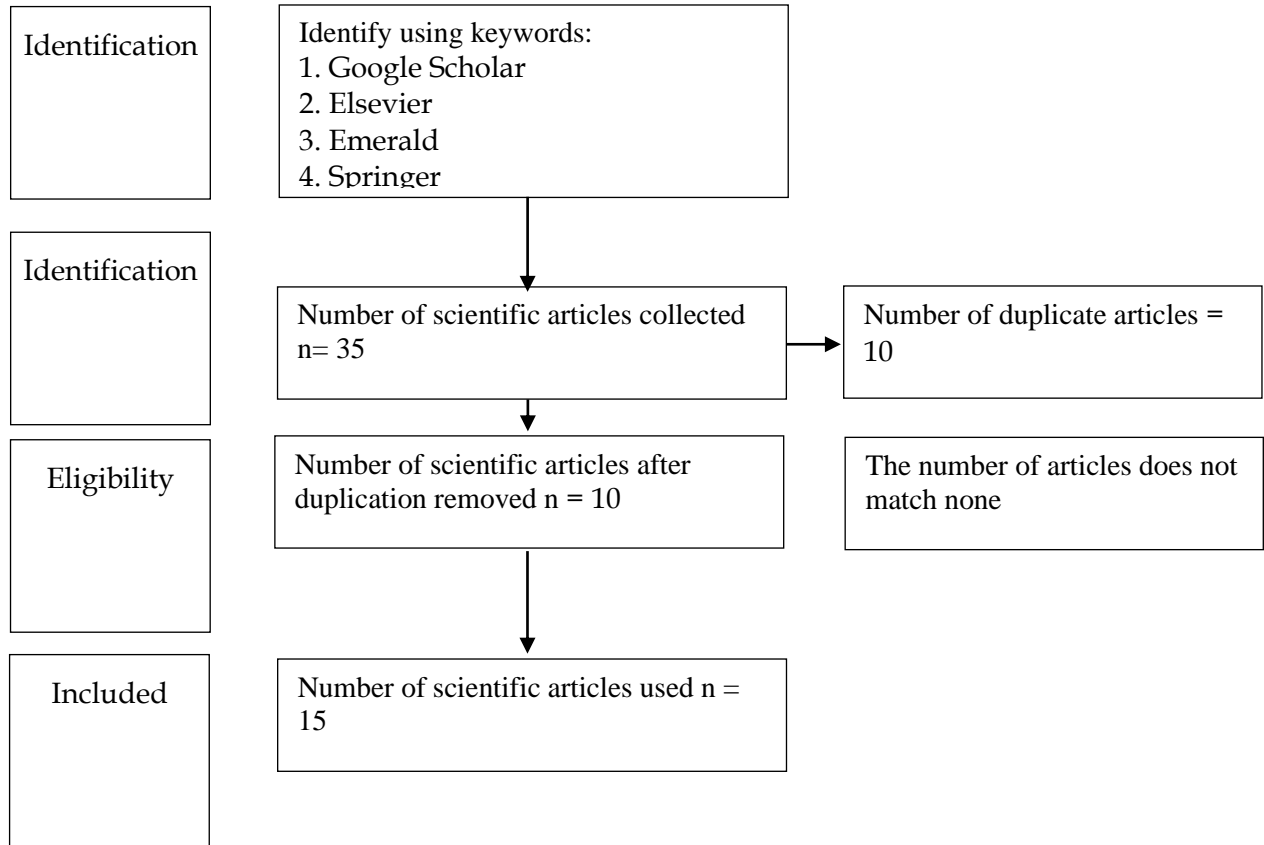 Identification
Identify using keywords:
1. Google Scholar
2. Elsevier
3. Emerald
4. Springer
Identification
Number of scientific articles collected
n= 35
Number of duplicate articles =
10
Eligibility
Number of scientific articles after
duplication removed n = 10
The number of articles does not
match none
Included
Number of scientific articles used n =
15